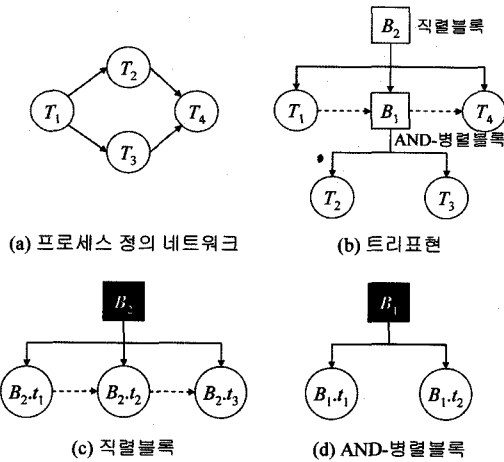 T₁
T₂
T₃
T₄
(a) 프로세스 정의 네트워크
B₂ 직렬블록
T₁ B₁ T₄
AND-병렬블록
T₂ T₃
(b) 트리표현
B₂
B₂.t₁ B₂.t₂ B₂.t₃
(c) 직렬블록
B₁
B₁.t₁ B₁.t₂
(d) AND-병렬블록